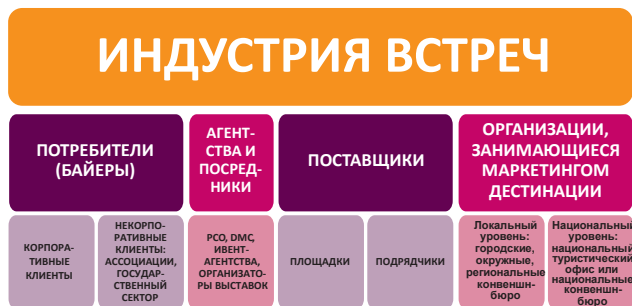 ИНДУСТРИЯ ВСТРЕЧ
ПОТРЕБИТЕЛИ
(БАЙЕРЫ)
АГЕНТ-
СТВА И
ПОСРЕД-
НИКИ
ПОСТАВЩИКИ
ОРГАНИЗАЦИИ,
ЗАНИМАЮЩИЕСЯ
МАРКЕТИНГОМ
ДЕСТИНАЦИИ
КОРПОРА-
ТИВНЫЕ
КЛИЕНТЫ
НЕКОРПО-
РАТИВНЫЕ
КЛИЕНТЫ:
АССОЦИАЦИИ,
ГОСУДАР-
СТВЕННЫЙ
СЕКТОР
PCO, DMC,
ИВЕНТ-
АГЕНТСТВА,
ОРГАНИЗАТО-
РЫ ВЫСТАВОК
ПЛОЩАДКИ
ПОДРЯДЧИКИ
Локальный
уровень:
городские,
окружные,
региональные
конвеншн-
бюро
Национальный
уровень:
национальный
туристический
офис или
национальное
конвеншн-
бюро